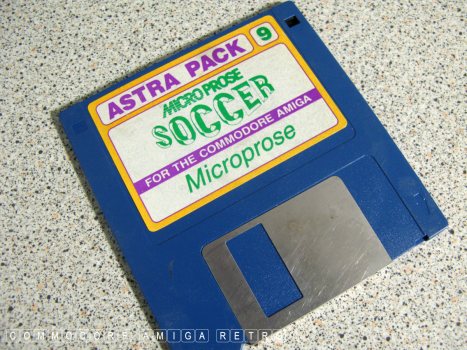 ASTRA PACK 9
MICROPROSE
SOCCER
FOR THE COMMODORE AMIGA
Microprose
COMMODORE AMIGA RETRO